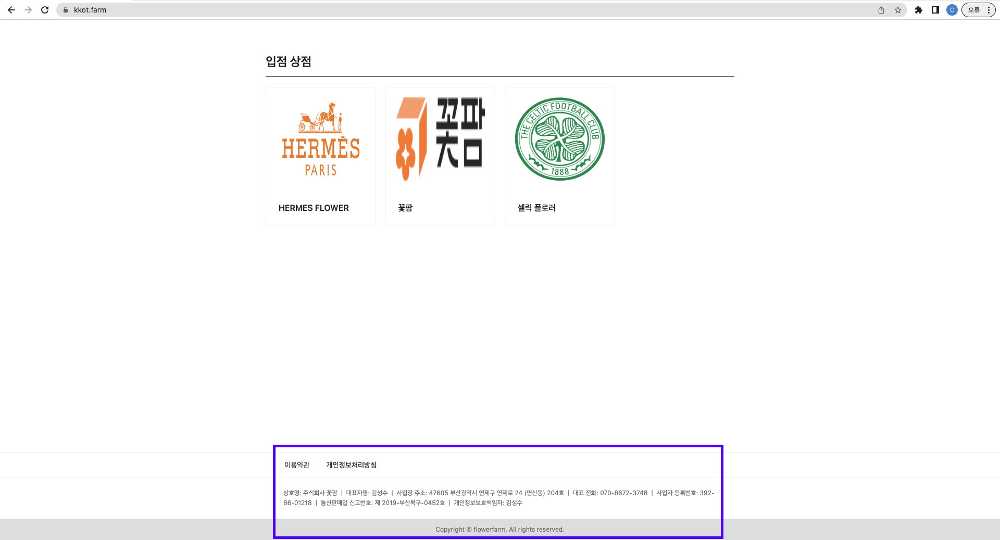 kkot.farm
C
오류
입점 상점
HERMÈS
PARIS
꽃팜
THE CELTIC FOOTBALL CLUB
1888
HERMES FLOWER
꽃팜
셀릭 플로러
이용약관 개인정보처리방침
상호명: 주식회사 꽃팜 | 대표자명: 김성수 | 사업장 주소: 47605 부산광역시 연제구 연제로 24 (연산동) 204호 | 대표 전화: 070-8672-3748 | 사업자 등록번호: 392-
86-01218 | 통신판매업 신고번호: 제 2019-부산북구-0452호 | 개인정보보호책임자: 김성수
Copyright © flowerfarm. All rights reserved.